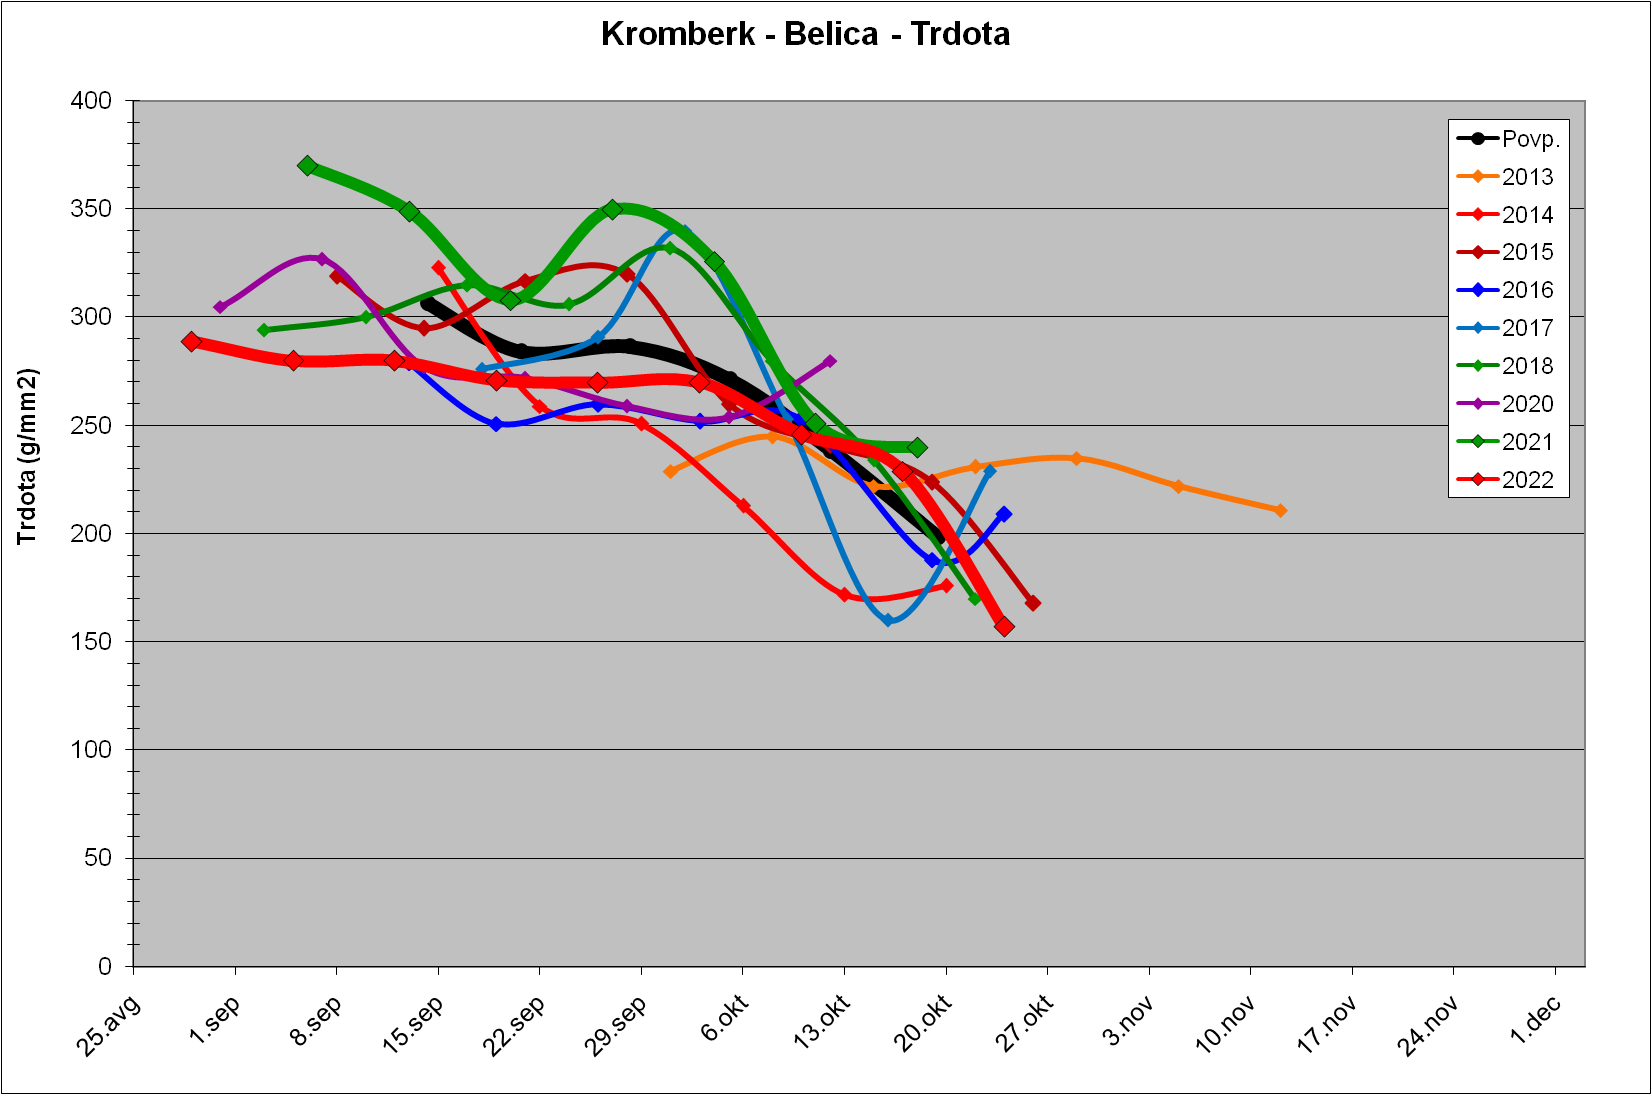 Kromberk - Belica - Trdota
Trdota (g/mm2)
400
350
300
250
200
150
100
50
0
25.avg
1.sep
8.sep
15.sep
22.sep
29.sep
6.okt
13.okt
20.okt
27.okt
3.nov
10.nov
17.nov
24.nov
1.dec
Povp.
2013
2014
2015
2016
2017
2018
2020
2021
2022